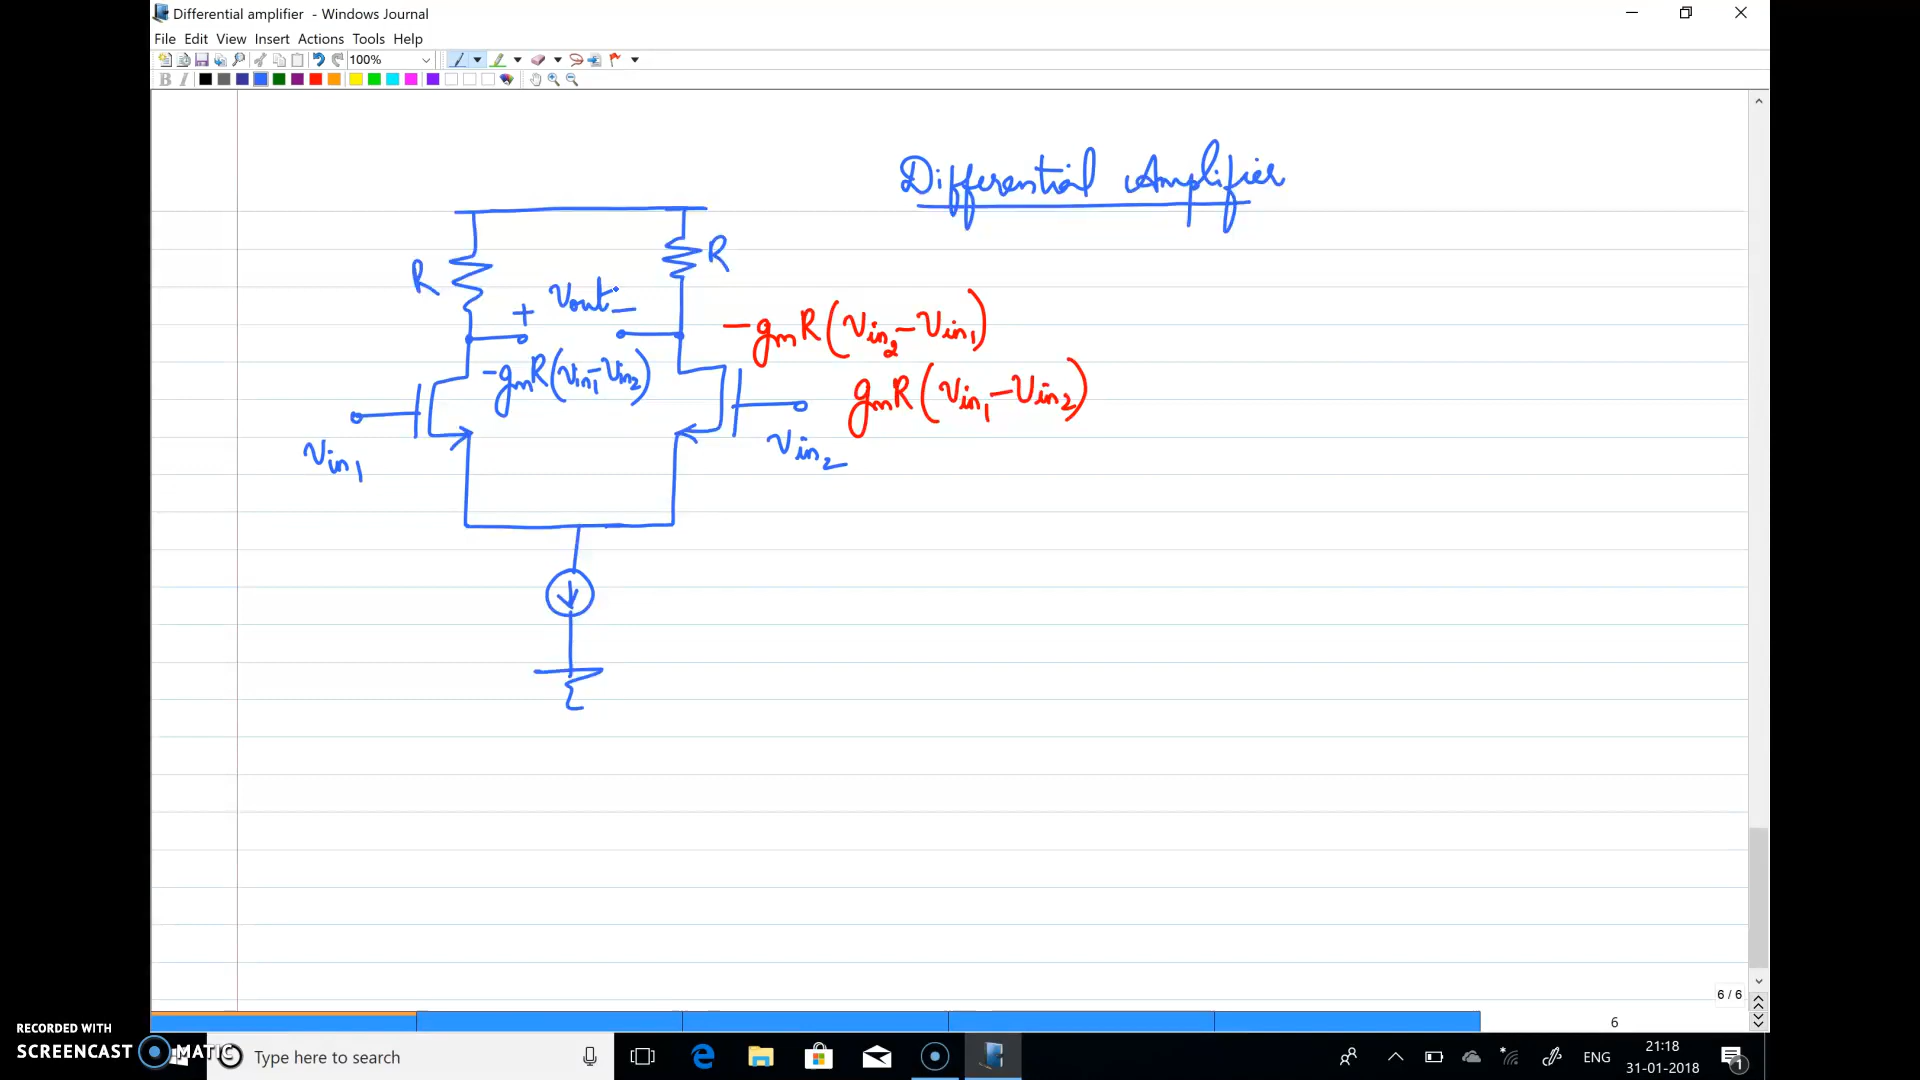 Differential amplifier - Windows Journal
File Edit View Insert Actions Tools Help
100%
B I
Differential Amplifier
R
R
+ Vout -
-gmR(Vin1-Vin2)
-gmR(Vin2-Vin1)
gmR(Vin1-Vin2)
Vin1
Vin2
6 / 6
6
RECORDED WITH
SCREENCAST MATIC
Type here to search
ENG
21:18
31-01-2018
1